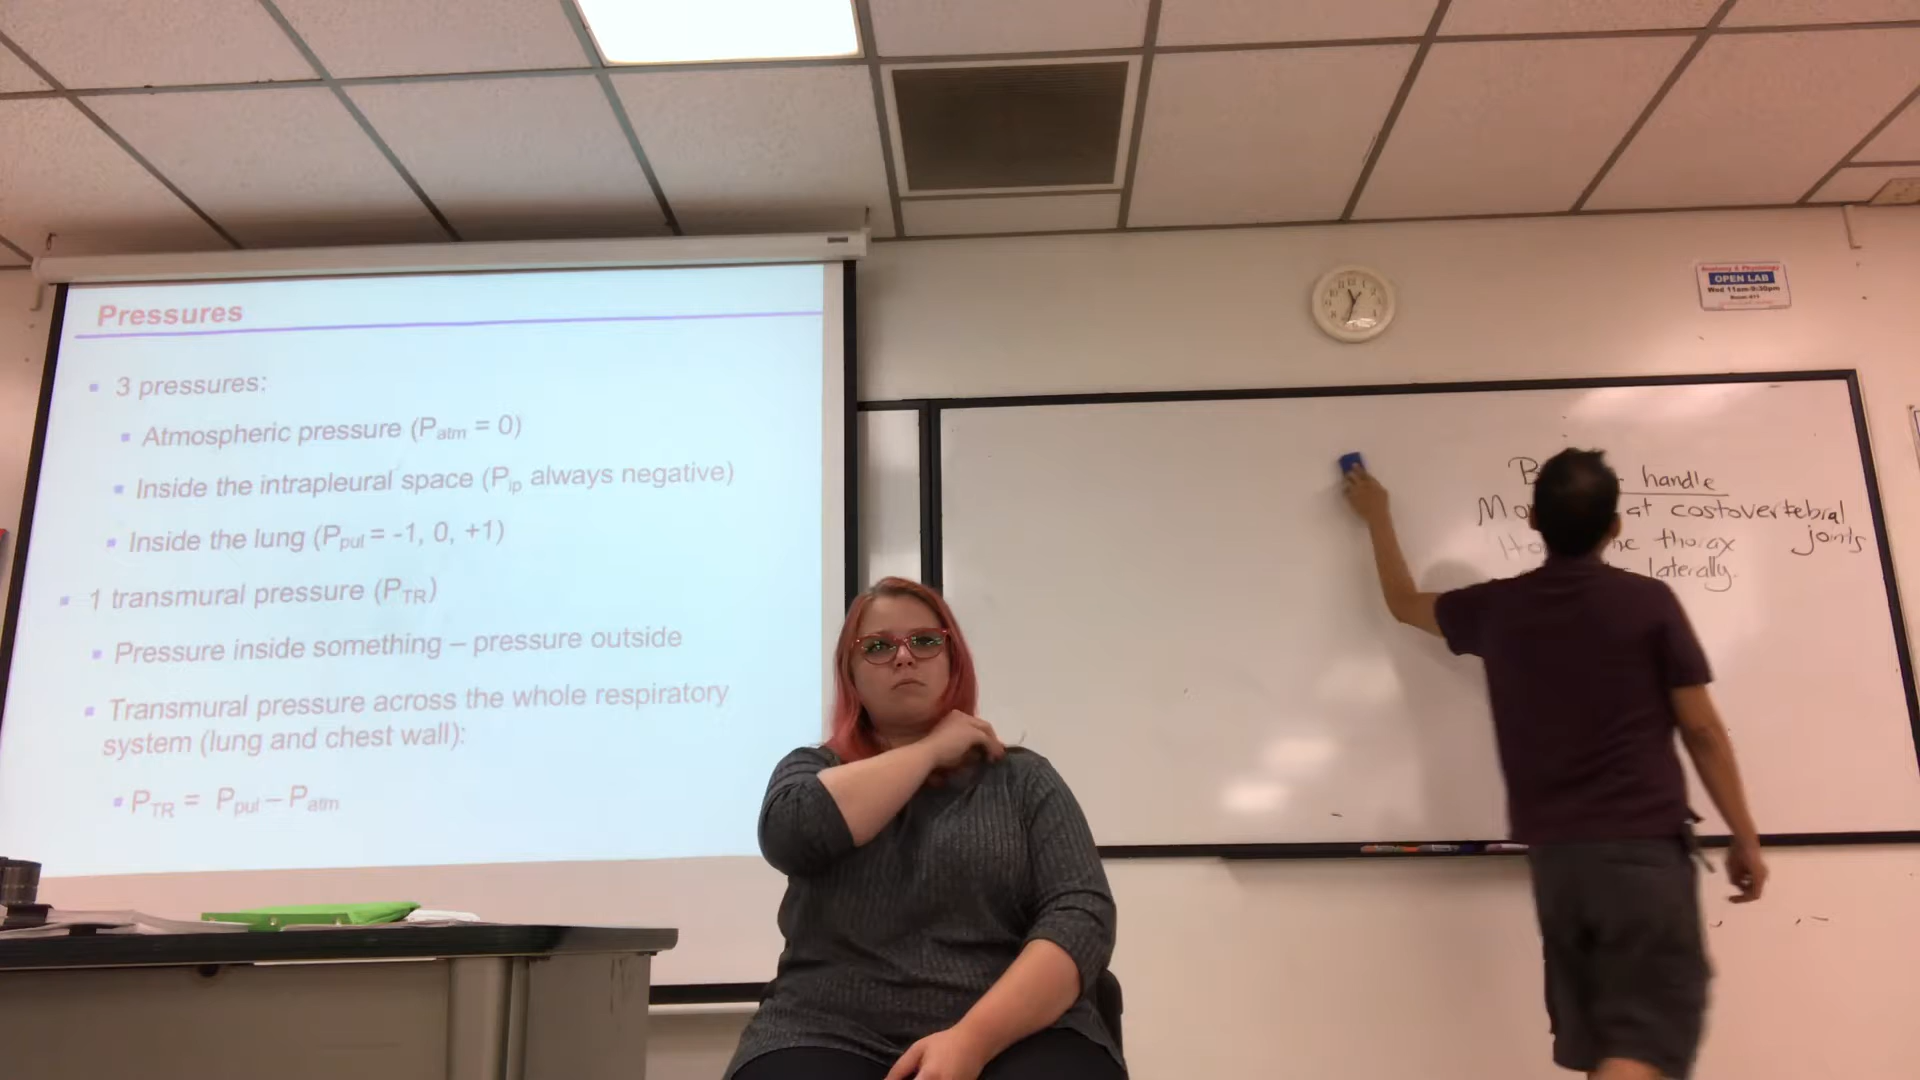 Pressures
3 pressures:
Atmospheric pressure (Patm = 0)
Inside the intrapleural space (Pip always negative)
Inside the lung (Ppul = -1, 0, +1)
1 transmural pressure (PTR)
Pressure inside something – pressure outside
Transmural pressure across the whole respiratory
system (lung and chest wall):
PTR = Ppul – Patm
Anatomy & Physiology
OPEN LAB
handle
at costovertebral
joints
thorax
laterally.